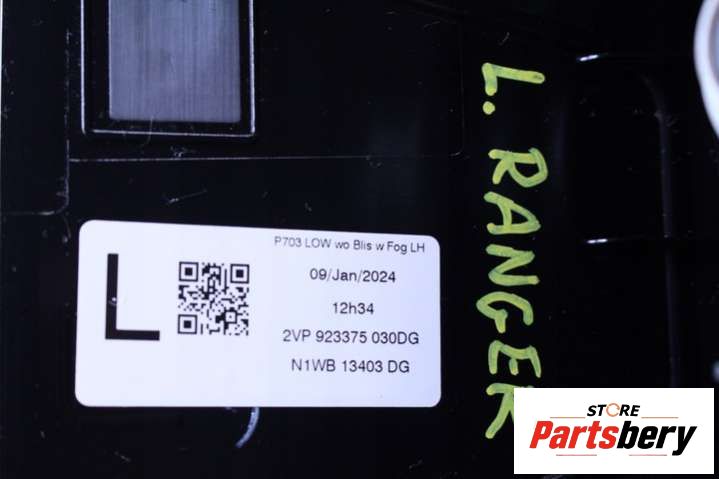 L. RANGER
P703 LOW wo Blis w Fog LH
L
09/Jan/2024
12h34
2VP 923375 030DG
N1WB 13403 DG
STORE
Partsbery